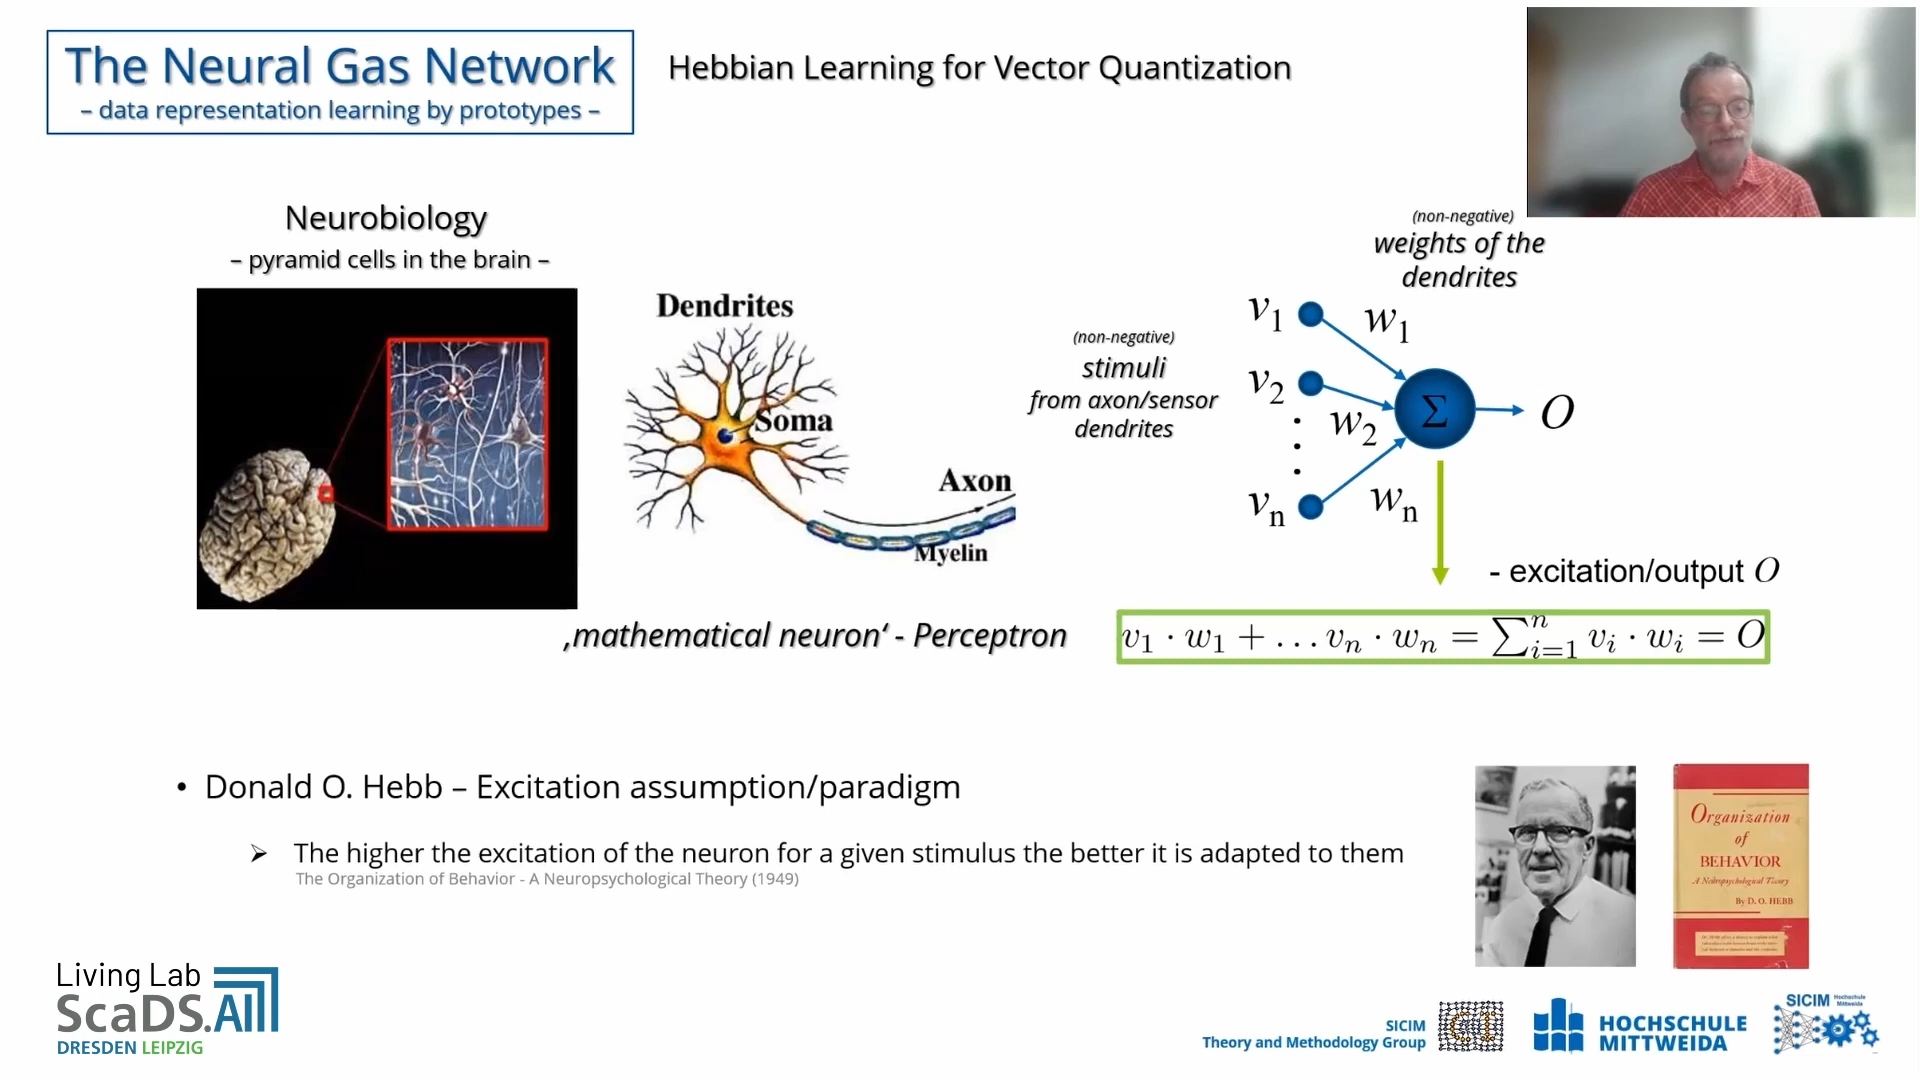 The Neural Gas Network
– data representation learning by prototypes –
Hebbian Learning for Vector Quantization
Neurobiology
– pyramid cells in the brain –
Dendrites
Soma
Axon
Myelin
(non-negative)
stimuli
from axon/sensor
dendrites
(non-negative)
weights of the
dendrites
v1
w1
v2
w2
vn
wn
Σ
O
- excitation/output O
‚mathematical neuron‘ - Perceptron
v1 · w1 + … vn · wn = ∑ni=1 vi · wi = O
• Donald O. Hebb – Excitation assumption/paradigm
➢ The higher the excitation of the neuron for a given stimulus the better it is adapted to them
The Organization of Behavior - A Neuropsychological Theory (1949)
Organization
of
BEHAVIOR
A Neuropsychological Theory
By D. O. HEBB
Living Lab
ScaDS.AI
DRESDEN LEIPZIG
SICIM
Theory and Methodology Group
HOCHSCHULE
MITTWEIDA
SICIM Hochschule
Mittweida